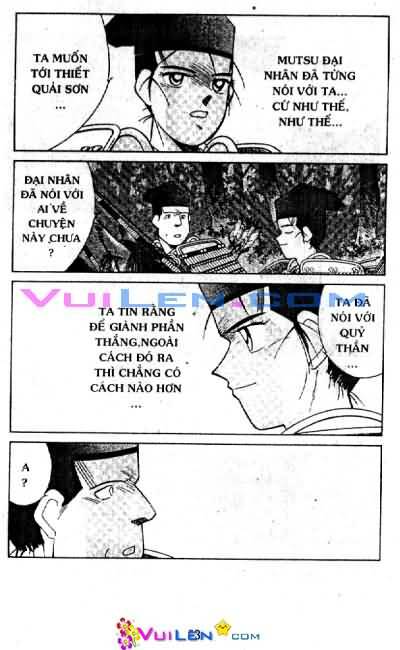 TA MUỐN
TỚI THIẾT
QUẢI SƠN
...
MUTSU ĐẠI
NHÂN ĐÃ TỪNG
NÓI VỚI TA...
CỨ NHƯ THẾ,
NHƯ THẾ...
ĐẠI NHÂN
ĐÃ NÓI VỚI
AI VỀ
CHUYỆN
NÀY CHƯA
?
VUILEN.COM
TA ĐÃ
NÓI VỚI
QUỶ
THẦN
TA TIN RẰNG
ĐỂ GIÀNH PHẦN
THẮNG,NGOÀI
CÁCH ĐÓ RA
THÌ CHẲNG CÓ
CÁCH NÀO HƠN
...
A
?
VUILEN.COM